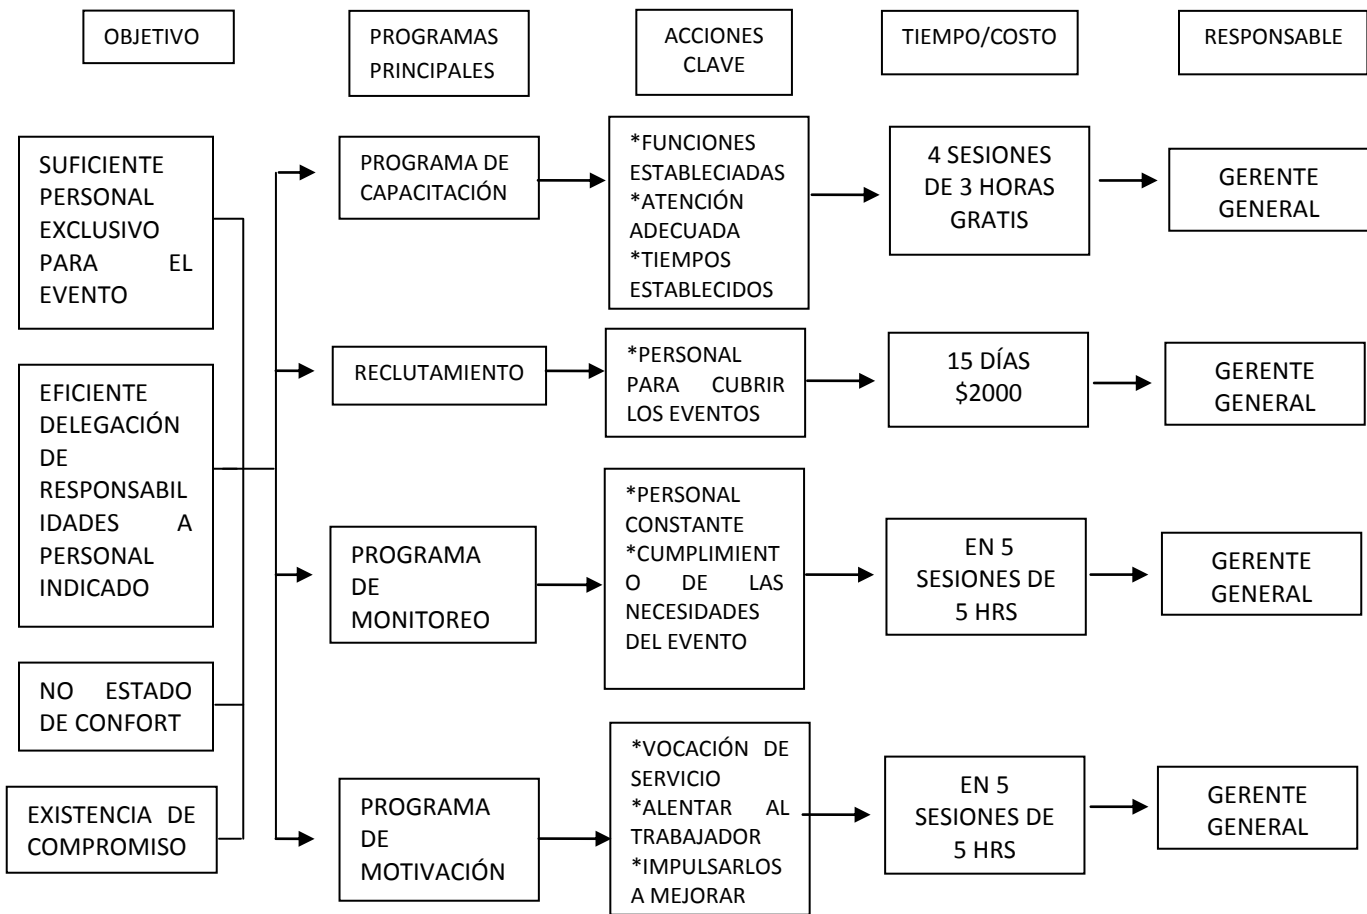 OBJETIVO
PROGRAMAS
PRINCIPALES
ACCIONES
CLAVE
TIEMPO/COSTO
RESPONSABLE
SUFICIENTE
PERSONAL
EXCLUSIVO
PARA EL
EVENTO
EFICIENTE
DELEGACIÓN
DE
RESPONSABIL
IDADES A
PERSONAL
INDICADO
NO ESTADO
DE CONFORT
EXISTENCIA DE
COMPROMISO
PROGRAMA DE
CAPACITACIÓN
*FUNCIONES
ESTABLECIADAS
*ATENCIÓN
ADECUADA
*TIEMPOS
ESTABLECIDOS
4 SESIONES
DE 3 HORAS
GRATIS
GERENTE
GENERAL
RECLUTAMIENTO
*PERSONAL
PARA CUBRIR
LOS EVENTOS
15 DÍAS
$2000
GERENTE
GENERAL
PROGRAMA
DE
MONITOREO
*PERSONAL
CONSTANTE
*CUMPLIMIENT
O DE LAS
NECESIDADES
DEL EVENTO
EN 5
SESIONES DE
5 HRS
GERENTE
GENERAL
PROGRAMA
DE
MOTIVACIÓN
*VOCACIÓN DE
SERVICIO
*ALENTAR AL
TRABAJADOR
*IMPULSARLOS
A MEJORAR
EN 5
SESIONES DE
5 HRS
GERENTE
GENERAL